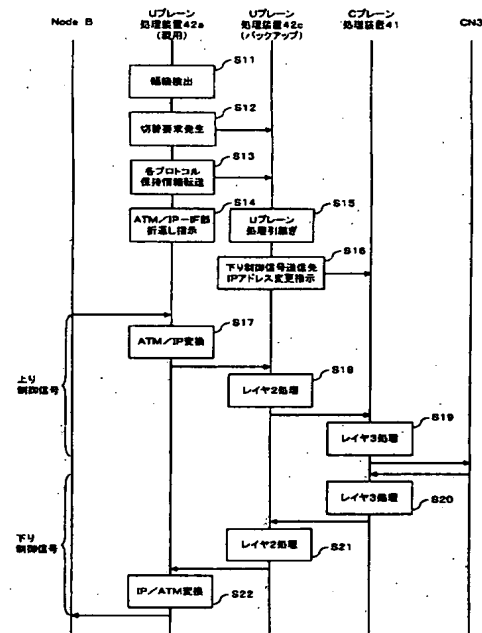 Node B
Uプレーン
処理装置42a
(現用)
Uプレーン
処理装置42c
(バックアップ)
Cプレーン
処理装置41
CN3
S11
輻輳検出
S12
切替要求発生
S13
各プロトコル
保持情報転送
S14
ATM/IP-IF部
折返し指示
S15
Uプレーン
処理引継ぎ
S16
下り制御信号送信先
IPアドレス変更指示
S17
ATM/IP変換
S18
レイヤ2処理
S19
レイヤ3処理
上り
制御信号
レイヤ3処理
S20
レイヤ2処理
S21
下り
制御信号
IP/ATM変換
S22